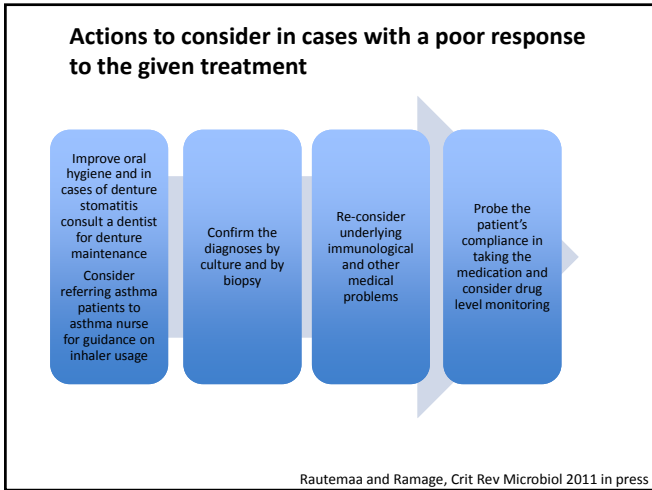 Actions to consider in cases with a poor response
to the given treatment
Improve oral
hygiene and in
cases of denture
stomatitis
consult a dentist
for denture
maintenance
Consider
referring asthma
patients to
asthma nurse
for guidance on
inhaler usage
Confirm the
diagnoses by
culture and by
biopsy
Re-consider
underlying
immunological
and other
medical
problems
Probe the
patient’s
compliance in
taking the
medication and
consider drug
level monitoring
Rautemaa and Ramage, Crit Rev Microbiol 2011 in press